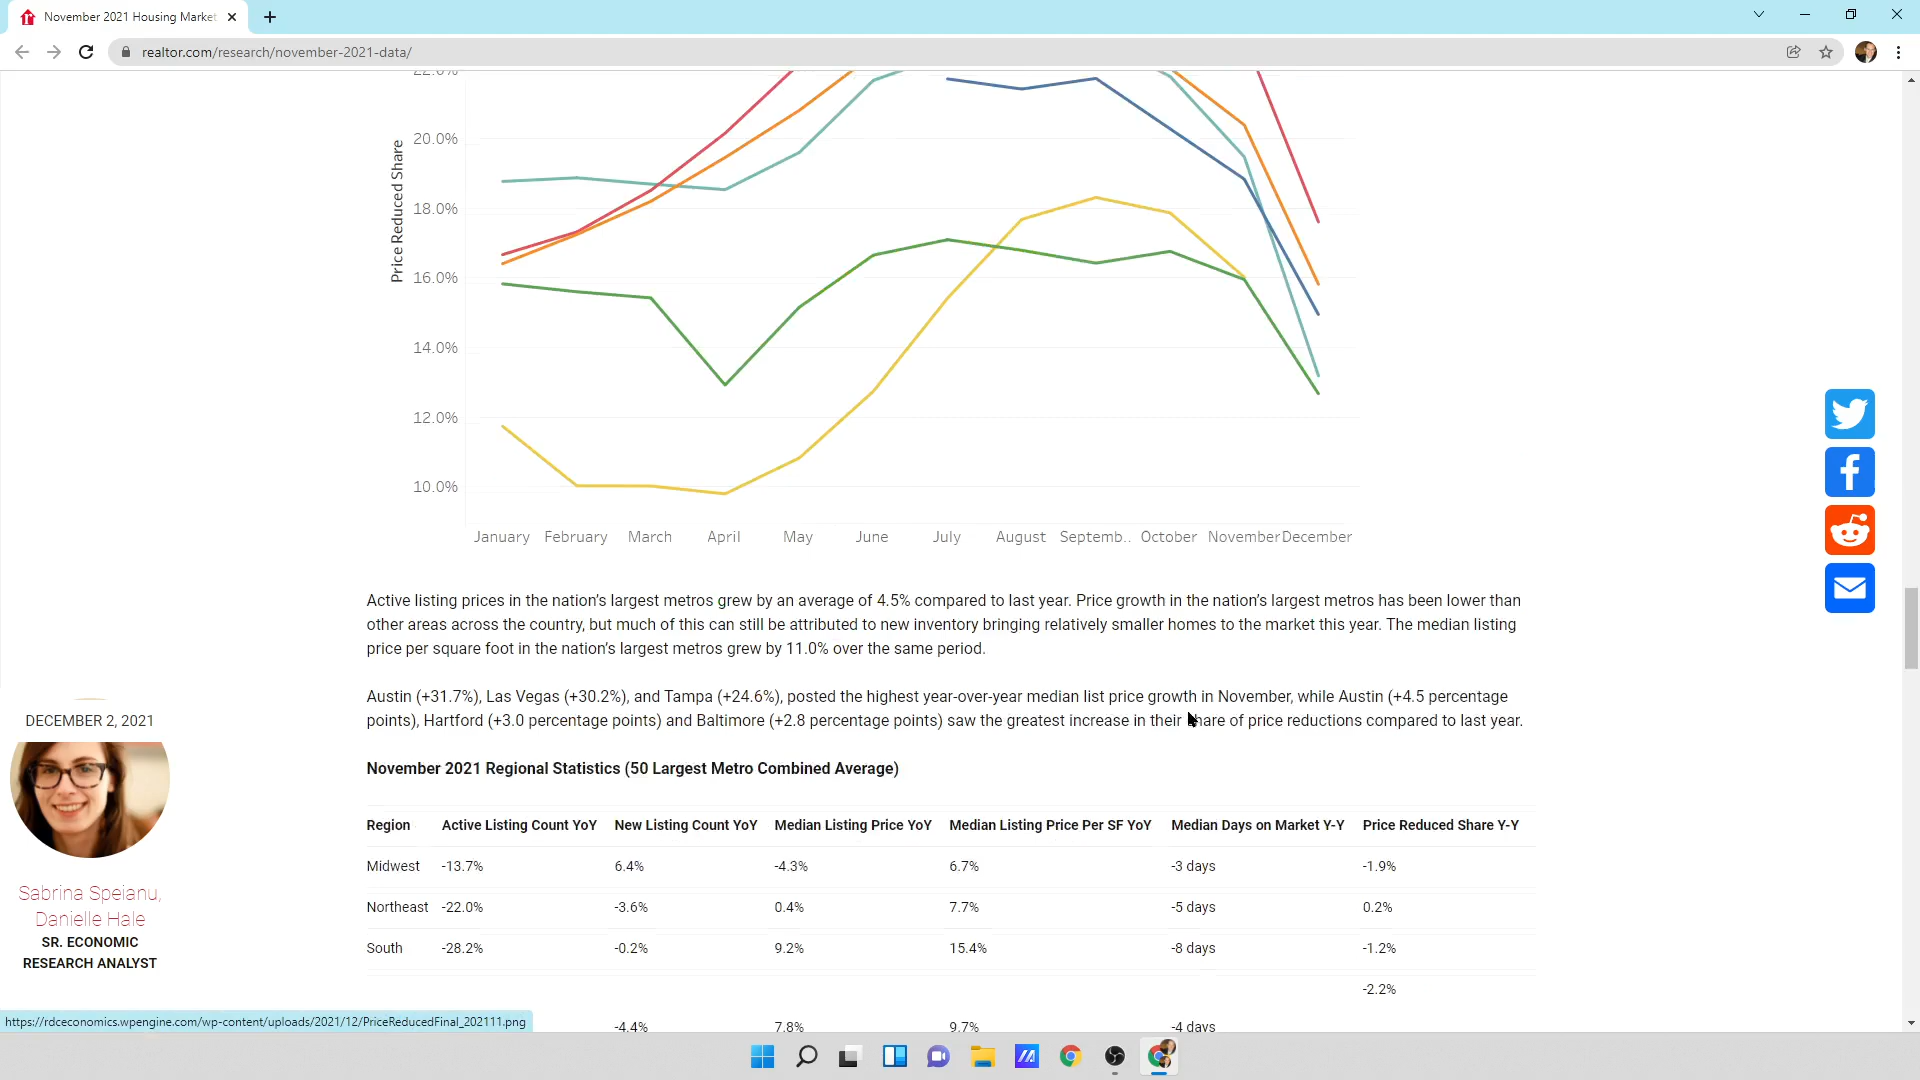 November 2021 Housing Market
realtor.com/research/november-2021-data/
22.0%
20.0%
18.0%
16.0%
14.0%
12.0%
10.0%
Price Reduced Share
January February March April May June July August Septemb.. October November December
Active listing prices in the nation's largest metros grew by an average of 4.5% compared to last year. Price growth in the nation's largest metros has been lower than
other areas across the country, but much of this can still be attributed to new inventory bringing relatively smaller homes to the market this year. The median listing
price per square foot in the nation's largest metros grew by 11.0% over the same period.
Austin (+31.7%), Las Vegas (+30.2%), and Tampa (+24.6%), posted the highest year-over-year median list price growth in November, while Austin (+4.5 percentage
points), Hartford (+3.0 percentage points) and Baltimore (+2.8 percentage points) saw the greatest increase in their share of price reductions compared to last year.
DECEMBER 2, 2021
Sabrina Speianu,
Danielle Hale
SR. ECONOMIC
RESEARCH ANALYST
November 2021 Regional Statistics (50 Largest Metro Combined Average)
Region Active Listing Count YoY New Listing Count YoY Median Listing Price YoY Median Listing Price Per SF YoY Median Days on Market Y-Y Price Reduced Share Y-Y
Midwest -13.7% 6.4% -4.3% 6.7% -3 days -1.9%
Northeast -22.0% -3.6% 0.4% 7.7% -5 days 0.2%
South -28.2% -0.2% 9.2% 15.4% -8 days -1.2%
-2.2%
-4.4% 7.8% 9.7% -4 days
https://rdceconomics.wpengine.com/wp-content/uploads/2021/12/PriceReducedFinal_202111.png